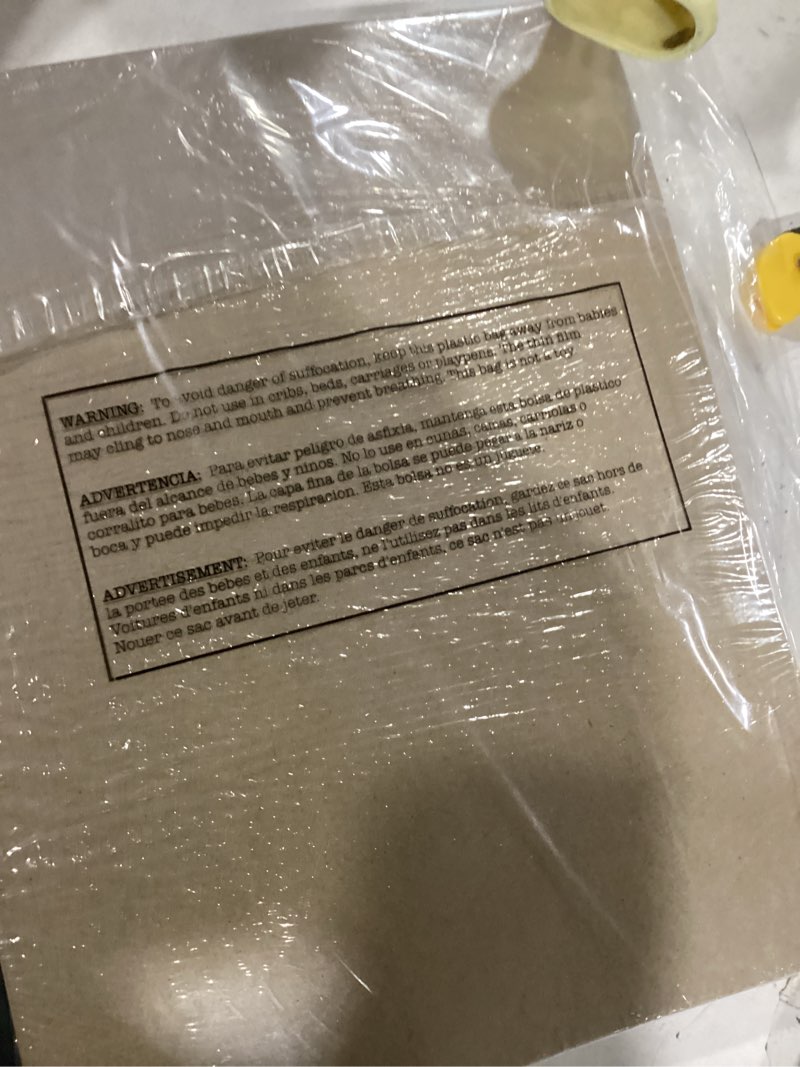 WARNING: To void danger of suffocation, keep this plastic bag away from babies
and children. Do not use in cribs, beds, carriages or playpens. The thin film
may cling to nose and mouth and prevent breathing. This bag is not a toy
ADVERTENCIA: Para evitar peligro de asfixia, mantenga esta bolsa de plastico
fuera del alcance de bebes y ninos. No lo use en cunas, camas, carriolas o
corralito para bebes. La capa fina de la bolsa se puede pegar a la nariz o
boca y puede impedir la respiracion. Esta bolsa no es un juguete.
ADVERTISEMENT: Pour eviter le danger de suffocation, gardez ce san hors de
la portee des bebes et des enfants, ne l'utilisez pas dans les lits d'enfants.
Voitures d'enfants ni dans les parcs d'enfants, ce sac n'est pas un jouet.
Nouer ce sac avant de jeter.